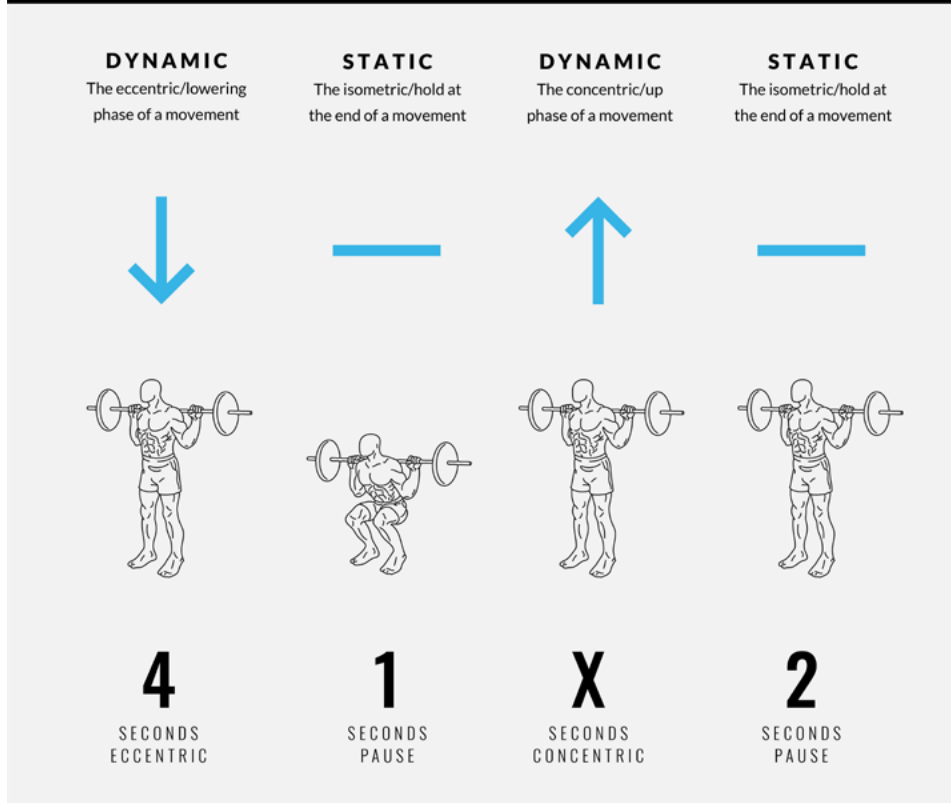 DYNAMIC
The eccentric/lowering
phase of a movement
STATIC
The isometric/hold at
the end of a movement
DYNAMIC
The concentric/up
phase of a movement
STATIC
The isometric/hold at
the end of a movement
4
SECONDS
ECCENTRIC
1
SECONDS
PAUSE
X
SECONDS
CONCENTRIC
2
SECONDS
PAUSE